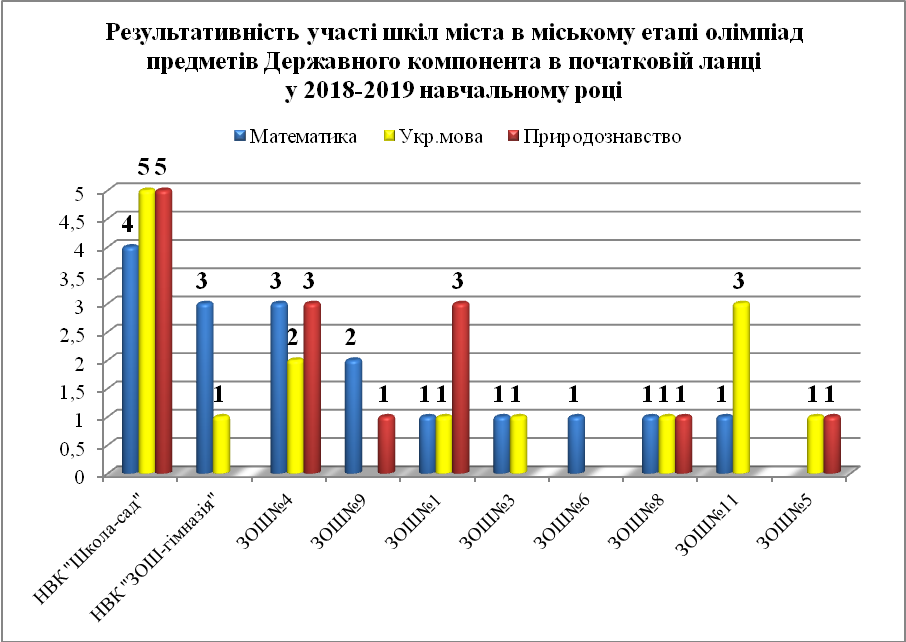 Результативність участі шкіл міста в міському етапі олімпіад
предметів Державного компонента в початковій ланці
у 2018-2019 навчальному році
Математика Укр.мова Природознавство
5
4,5
4
3,5
3
2,5
2
1,5
1
0,5
0
4 5 5
3 1
3 2 3
2 1
1 1 3
1 1
1
1 1 1
1 3
1 1
НВК "Школа-сад"
НВК "ЗОШ-гімназія"
ЗОШ№4
ЗОШ№9
ЗОШ№1
ЗОШ№3
ЗОШ№6
ЗОШ№8
ЗОШ№11
ЗОШ№5